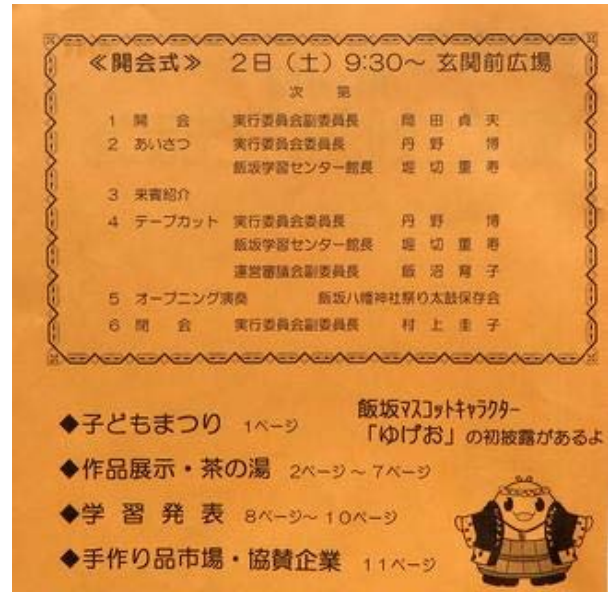 ≪開会式≫ 2日(土)9:30~ 玄関前広場
次 第
1 開 会 実行委員会副委員長 田 貞 夫
2 あいさつ 実行委員会委員長 丹 野 博
飯坂学習センター館長 堀 切 重 寿
3 来賓紹介
4 テープカット 実行委員会委員長 丹 野 博
飯坂学習センター館長 堀 切 重 寿
運営審議会副委員長 飯 沼 育 子
5 オープニング演奏 飯坂八幡神社祭り太鼓保存会
6 閉 会 実行委員会副委員長 村 上 圭 子
飯坂マスコットキャラクター
「ゆげお」の初披露があるよ
◆子どもまつり 1ページ
◆作品展示・茶の湯 2ページ~7ページ
◆学 習 発 表 8ページ~10ページ
◆手作り品市場・協賛企業 11ページ